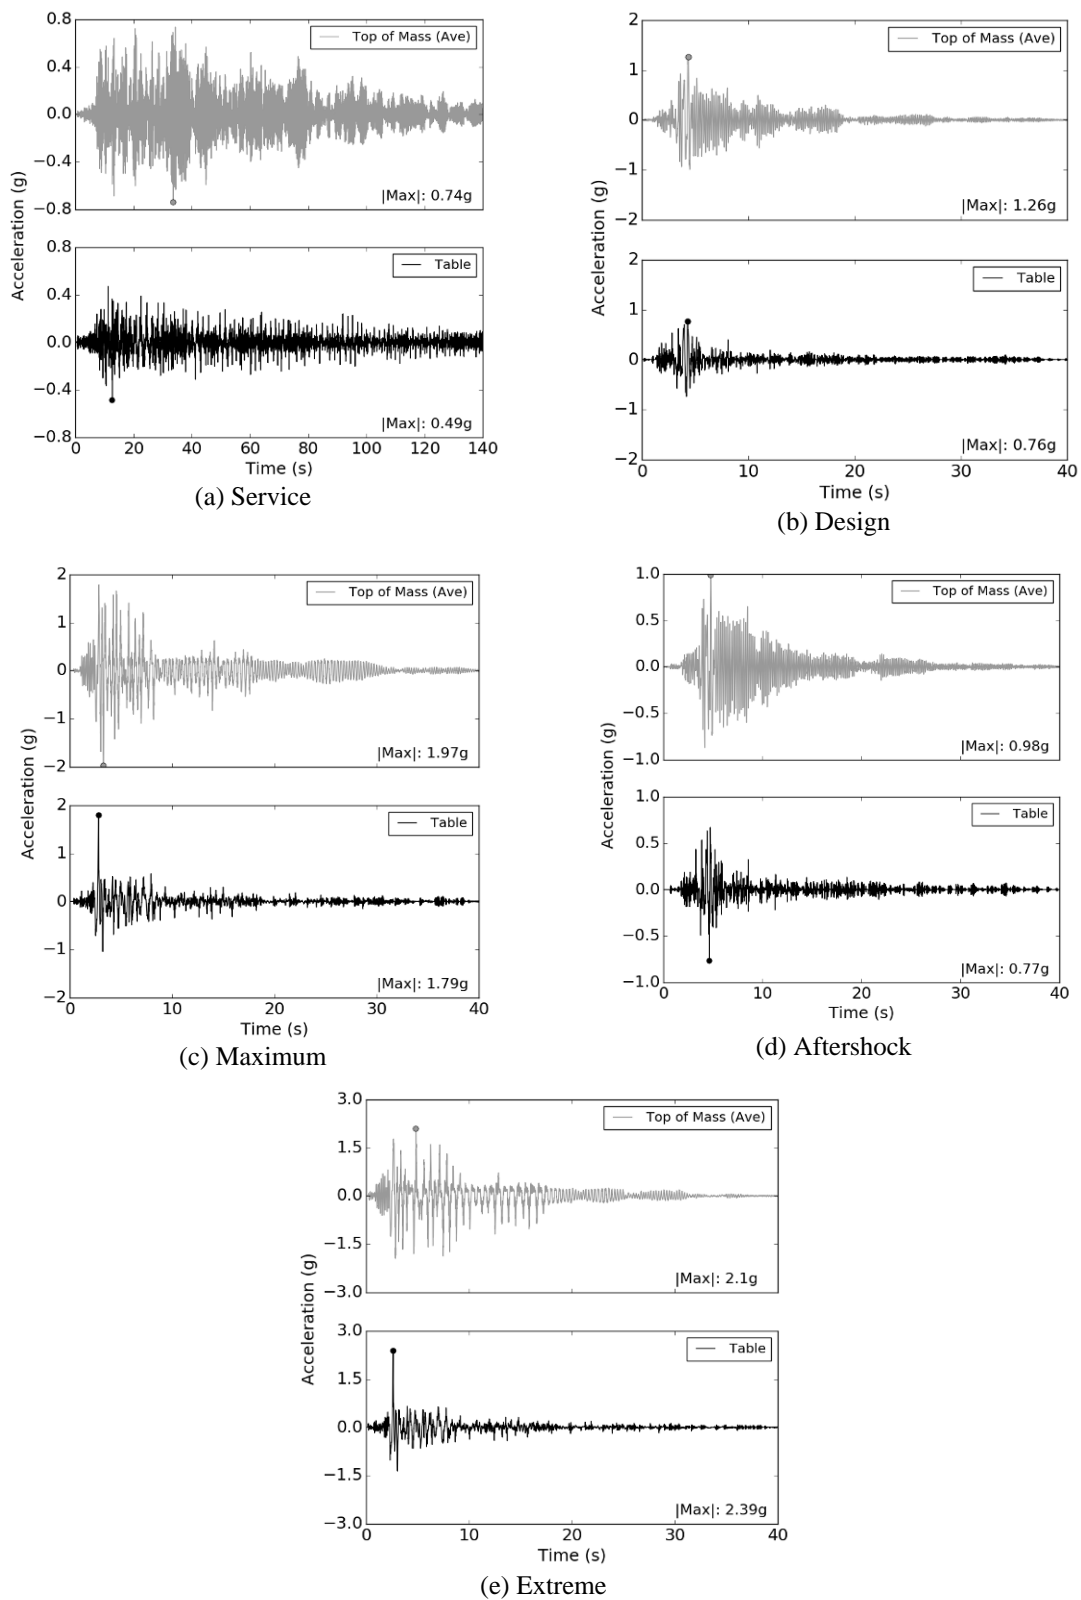 Acceleration (g)
0.8
0.4
0.0
−0.4
−0.8
Top of Mass (Ave)
|Max|: 0.74g
0.8
0.4
0.0
−0.4
−0.8
Table
|Max|: 0.49g
0 20 40 60 80 100 120 140
Time (s)
(a) Service
Acceleration (g)
2
1
0
−1
−2
Top of Mass (Ave)
|Max|: 1.26g
2
1
0
−1
−2
Table
|Max|: 0.76g
0 10 20 30 40
Time (s)
(b) Design
Acceleration (g)
2
1
0
−1
−2
Top of Mass (Ave)
|Max|: 1.97g
2
1
0
−1
−2
Table
|Max|: 1.79g
0 10 20 30 40
Time (s)
(c) Maximum
Acceleration (g)
1.0
0.5
0.0
−0.5
−1.0
Top of Mass (Ave)
|Max|: 0.98g
1.0
0.5
0.0
−0.5
−1.0
Table
|Max|: 0.77g
0 10 20 30 40
Time (s)
(d) Aftershock
Acceleration (g)
3.0
1.5
0.0
−1.5
−3.0
Top of Mass (Ave)
|Max|: 2.1g
3.0
1.5
0.0
−1.5
−3.0
Table
|Max|: 2.39g
0 10 20 30 40
Time (s)
(e) Extreme